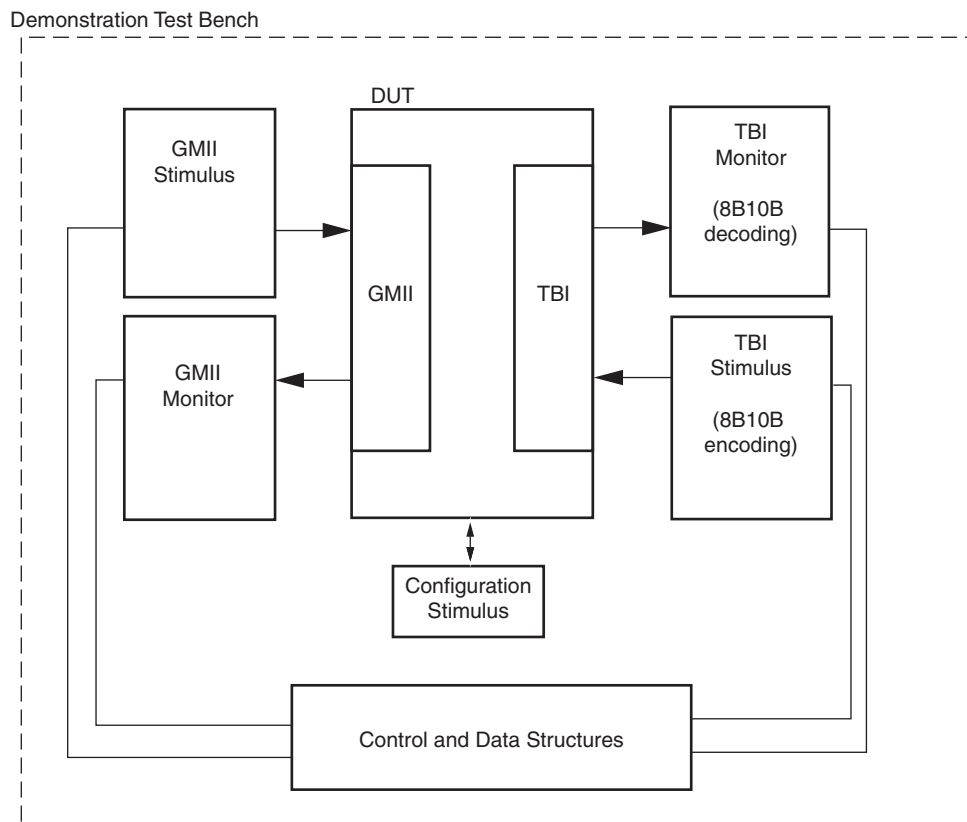 Demonstration Test Bench
DUT
GMII
Stimulus
TBI
Monitor
(8B10B
decoding)
GMII
TBI
GMII
Monitor
TBI
Stimulus
(8B10B
encoding)
Configuration
Stimulus
Control and Data Structures